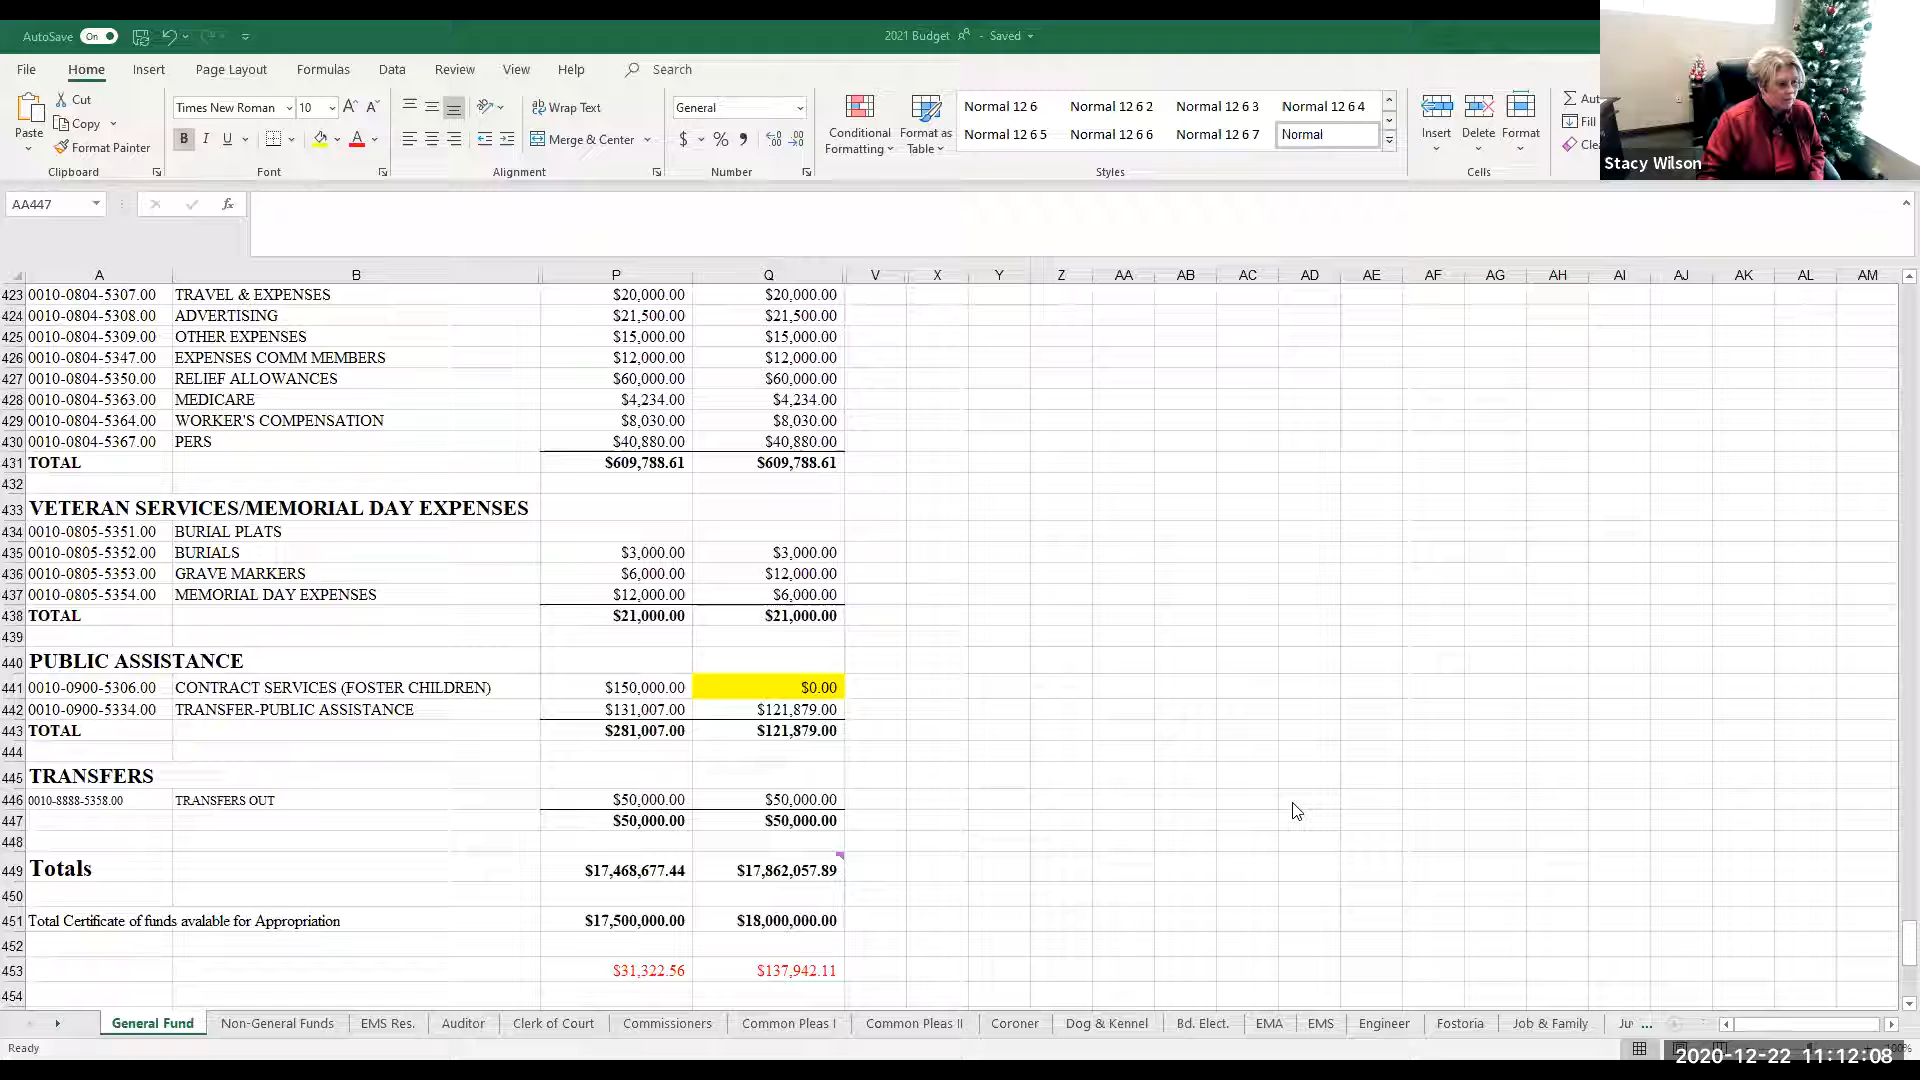 AutoSave On 2021 Budget - Saved
File Home Insert Page Layout Formulas Data Review View Help Search
Cut Times New Roman 10 Wrap Text General Normal 12 6 Normal 12 6 2 Normal 12 6 3 Normal 12 6 4
Paste Copy Conditional Formatting Format as Table Insert Delete Format Fill
Format Painter B I U Merge & Center $ % Normal 12 6 5 Normal 12 6 6 Normal 12 6 7 Normal
Clipboard Font Alignment Number Styles Cells
Stacy Wilson
AA447 fx
A B P Q V X Y Z AA AB AC AD AE AF AG AH AI AJ AK AL AM
423 0010-0804-5307.00 TRAVEL & EXPENSES $20,000.00 $20,000.00
424 0010-0804-5308.00 ADVERTISING $21,500.00 $21,500.00
425 0010-0804-5309.00 OTHER EXPENSES $15,000.00 $15,000.00
426 0010-0804-5347.00 EXPENSES COMM MEMBERS $12,000.00 $12,000.00
427 0010-0804-5350.00 RELIEF ALLOWANCES $60,000.00 $60,000.00
428 0010-0804-5363.00 MEDICARE $4,234.00 $4,234.00
429 0010-0804-5364.00 WORKER'S COMPENSATION $8,030.00 $8,030.00
430 0010-0804-5367.00 PERS $40,880.00 $40,880.00
431 TOTAL $609,788.61 $609,788.61
432
433 VETERAN SERVICES/MEMORIAL DAY EXPENSES
434 0010-0805-5351.00 BURIAL PLATS
435 0010-0805-5352.00 BURIALS $3,000.00 $3,000.00
436 0010-0805-5353.00 GRAVE MARKERS $6,000.00 $12,000.00
437 0010-0805-5354.00 MEMORIAL DAY EXPENSES $12,000.00 $6,000.00
438 TOTAL $21,000.00 $21,000.00
439
440 PUBLIC ASSISTANCE
441 0010-0900-5306.00 CONTRACT SERVICES (FOSTER CHILDREN) $150,000.00 $0.00
442 0010-0900-5334.00 TRANSFER-PUBLIC ASSISTANCE $131,007.00 $121,879.00
443 TOTAL $281,007.00 $121,879.00
444
445 TRANSFERS
446 0010-8888-5358.00 TRANSFERS OUT $50,000.00 $50,000.00
447 $50,000.00 $50,000.00
448
449 Totals $17,468,677.44 $17,862,057.89
450
451 Total Certificate of funds avalable for Appropriation $17,500,000.00 $18,000,000.00
452
453 $31,322.56 $137,942.11
454
General Fund Non-General Funds EMS Res. Auditor Clerk of Court Commissioners Common Pleas I Common Pleas II Coroner Dog & Kennel Bd. Elect. EMA EMS Engineer Fostoria Job & Family ...
Ready 2020-12-22 11:12:08